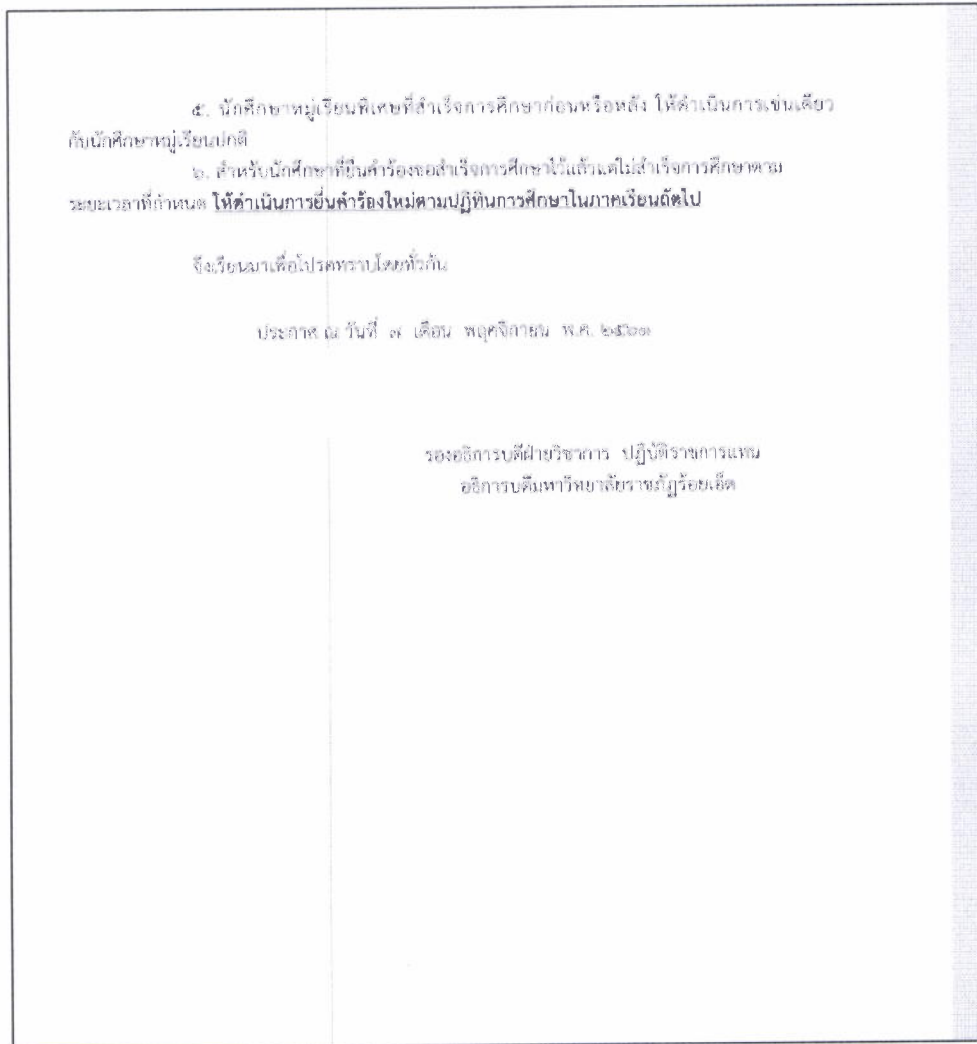 ๕. นักศึกษาหมู่เรียนพิเศษที่สำเร็จการศึกษาก่อนหรือหลัง ให้ดำเนินการเช่นเดียว
กับนักศึกษาหมู่เรียนปกติ
๖. สำหรับนักศึกษาที่ยื่นคำร้องขอสำเร็จการศึกษาไว้แล้วแต่ไม่สำเร็จการศึกษาตาม
ระยะเวลาที่กำหนด ให้ดำเนินการยื่นคำร้องใหม่ตามปฏิทินการศึกษาในภาคเรียนถัดไป
จึงเรียนมาเพื่อโปรดทราบโดยทั่วกัน
ประกาศ ณ วันที่ ๗ เดือน พฤศจิกายน พ.ศ.
รองอธิการบดีฝ่ายวิชาการ ปฏิบัติราชการแทน
อธิการบดีมหาวิทยาลัยราชภัฏร้อยเอ็ด